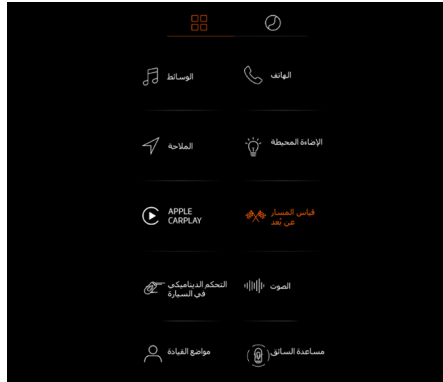 الهاتف
الوسائط
الإضاءة المحيطة
الملاحة
قياس المسار
عن بُعد
APPLE
CARPLAY
الصوت
التحكم الديناميكي
في السيارة
مساعدة السائق
مواضع القيادة